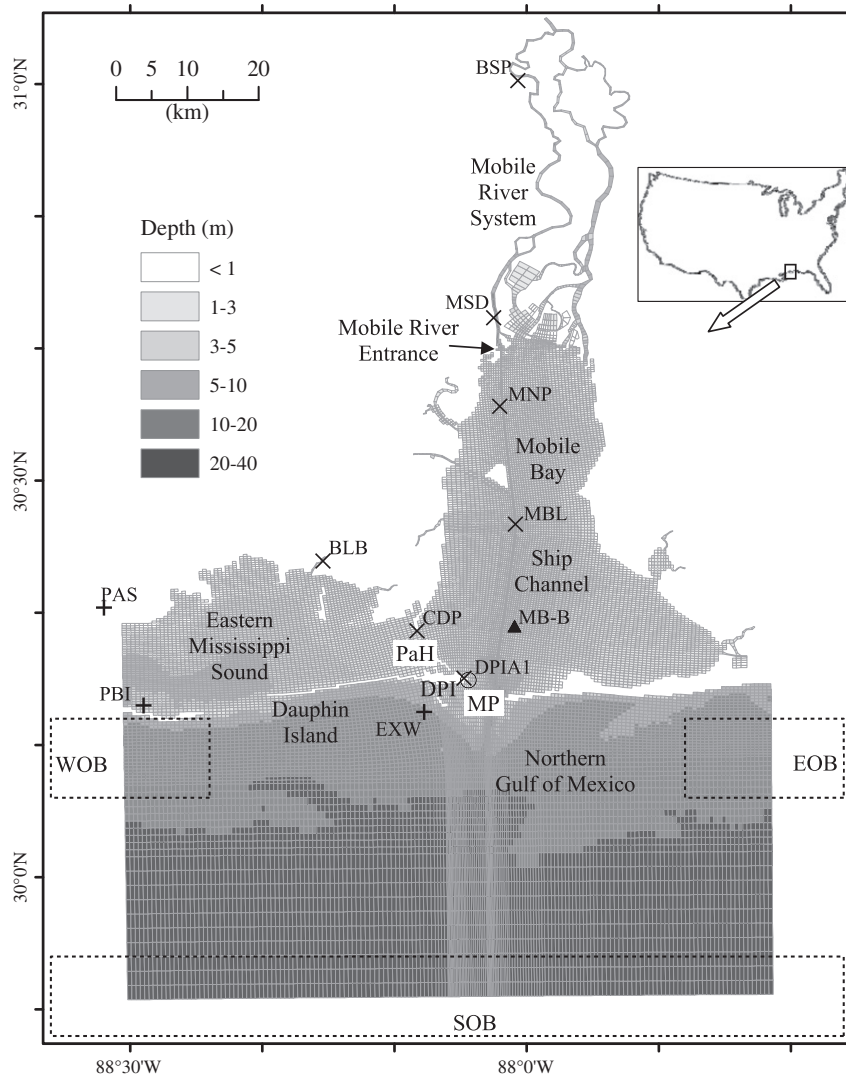 31°0'N
0 5 10 20
(km)
BSP
Mobile
River
System
Depth (m)
< 1
1-3
3-5
5-10
10-20
20-40
MSD
Mobile River
Entrance
MNP
Mobile
Bay
30°30'N
MBL
BLB
Ship
Channel
PAS
Eastern
Mississippi
Sound
CDP
MB-B
PaH
DPIA1
DPI
MP
PBI
Dauphin
Island
EXW
Northern
Gulf of Mexico
WOB
EOB
30°0'N
SOB
88°30'W
88°0'W